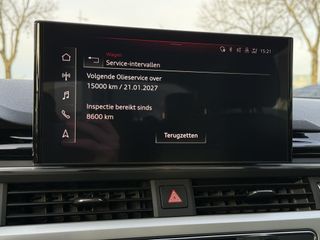 15:21
Wagen
Service-intervallen
Volgende Olieservice over
15000 km / 21.01.2027
Inspectie bereikt sinds
8600 km
Terugzetten